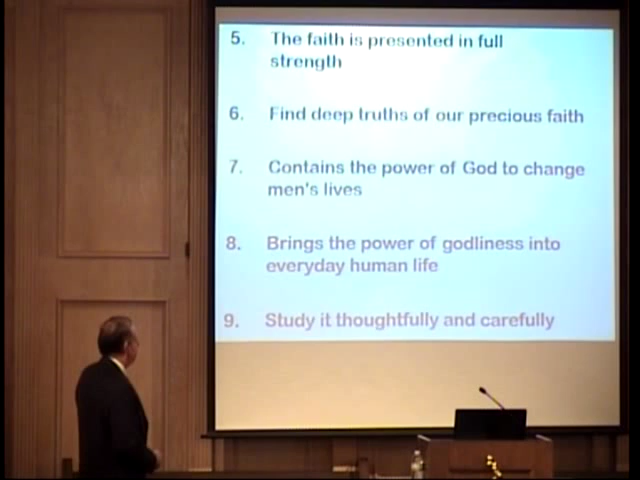 5. The faith is presented in full
strength
6. Find deep truths of our precious faith
7. Contains the power of God to change
men's lives
8. Brings the power of godliness into
everyday human life
9. Study it thoughtfully and carefully